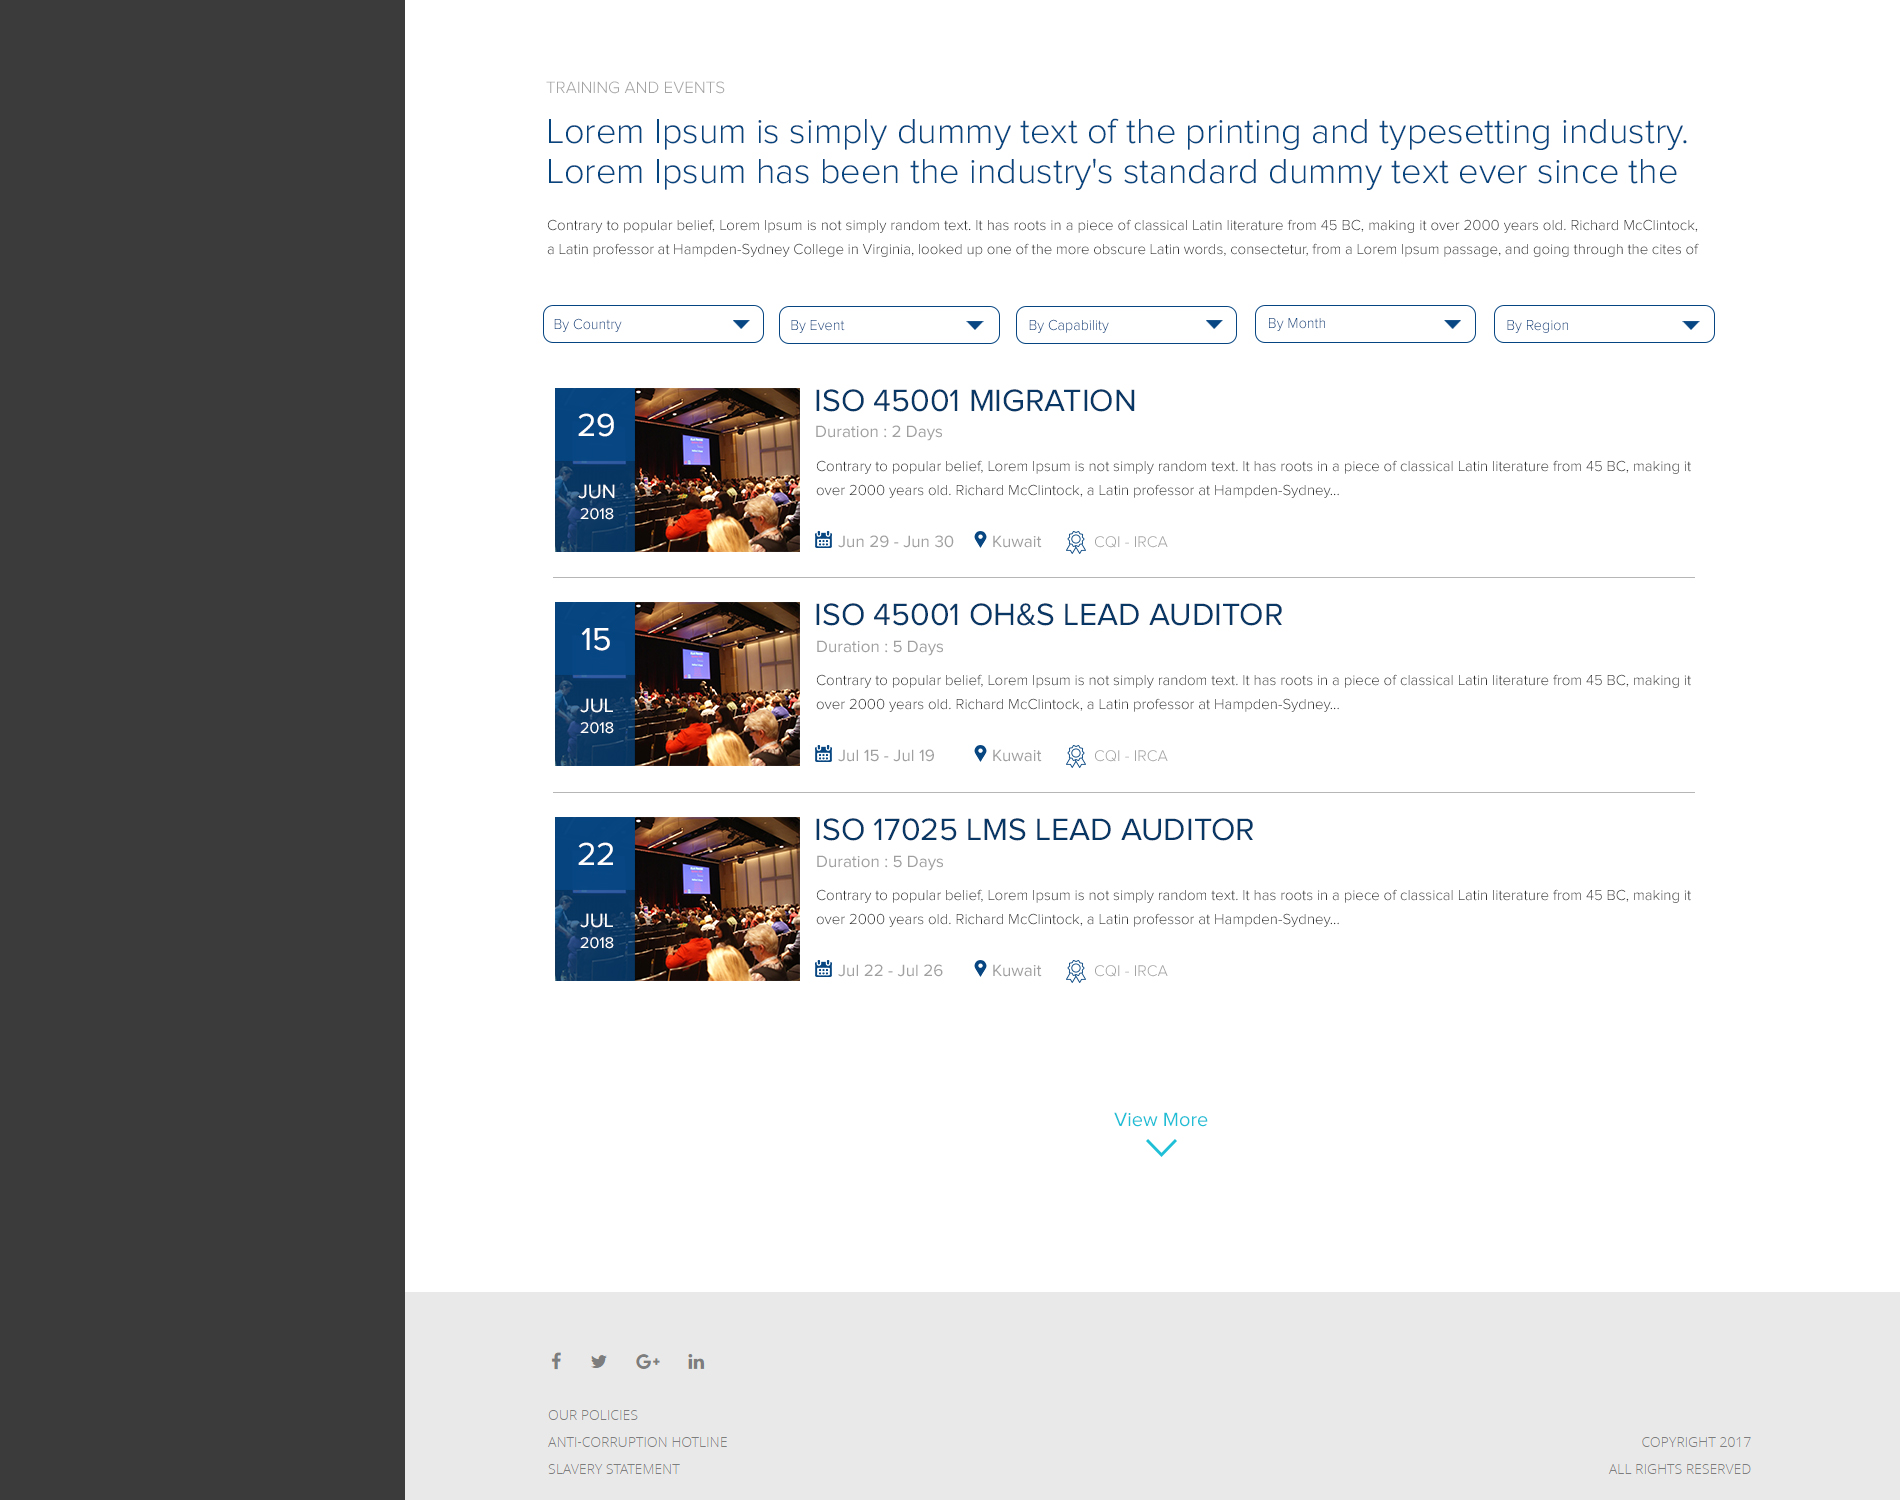 TRAINING AND EVENTS
Lorem Ipsum is simply dummy text of the printing and typesetting industry.
Lorem Ipsum has been the industry's standard dummy text ever since the
Contrary to popular belief, Lorem Ipsum is not simply random text. It has roots in a piece of classical Latin literature from 45 BC, making it over 2000 years old. Richard McClintock,
a Latin professor at Hampden-Sydney College in Virginia, looked up one of the more obscure Latin words, consectetur, from a Lorem Ipsum passage, and going through the cites of
By Country
By Event
By Capability
By Month
By Region
29
JUN
2018
ISO 45001 MIGRATION
Duration : 2 Days
Contrary to popular belief, Lorem Ipsum is not simply random text. It has roots in a piece of classical Latin literature from 45 BC, making it
over 2000 years old. Richard McClintock, a Latin professor at Hampden-Sydney...
Jun 29 - Jun 30
Kuwait
CQI - IRCA
15
JUL
2018
ISO 45001 OH&S LEAD AUDITOR
Duration : 5 Days
Contrary to popular belief, Lorem Ipsum is not simply random text. It has roots in a piece of classical Latin literature from 45 BC, making it
over 2000 years old. Richard McClintock, a Latin professor at Hampden-Sydney...
Jul 15 - Jul 19
Kuwait
CQI - IRCA
22
JUL
2018
ISO 17025 LMS LEAD AUDITOR
Duration : 5 Days
Contrary to popular belief, Lorem Ipsum is not simply random text. It has roots in a piece of classical Latin literature from 45 BC, making it
over 2000 years old. Richard McClintock, a Latin professor at Hampden-Sydney...
Jul 22 - Jul 26
Kuwait
CQI - IRCA
View More
OUR POLICIES
ANTI-CORRUPTION HOTLINE
SLAVERY STATEMENT
COPYRIGHT 2017
ALL RIGHTS RESERVED